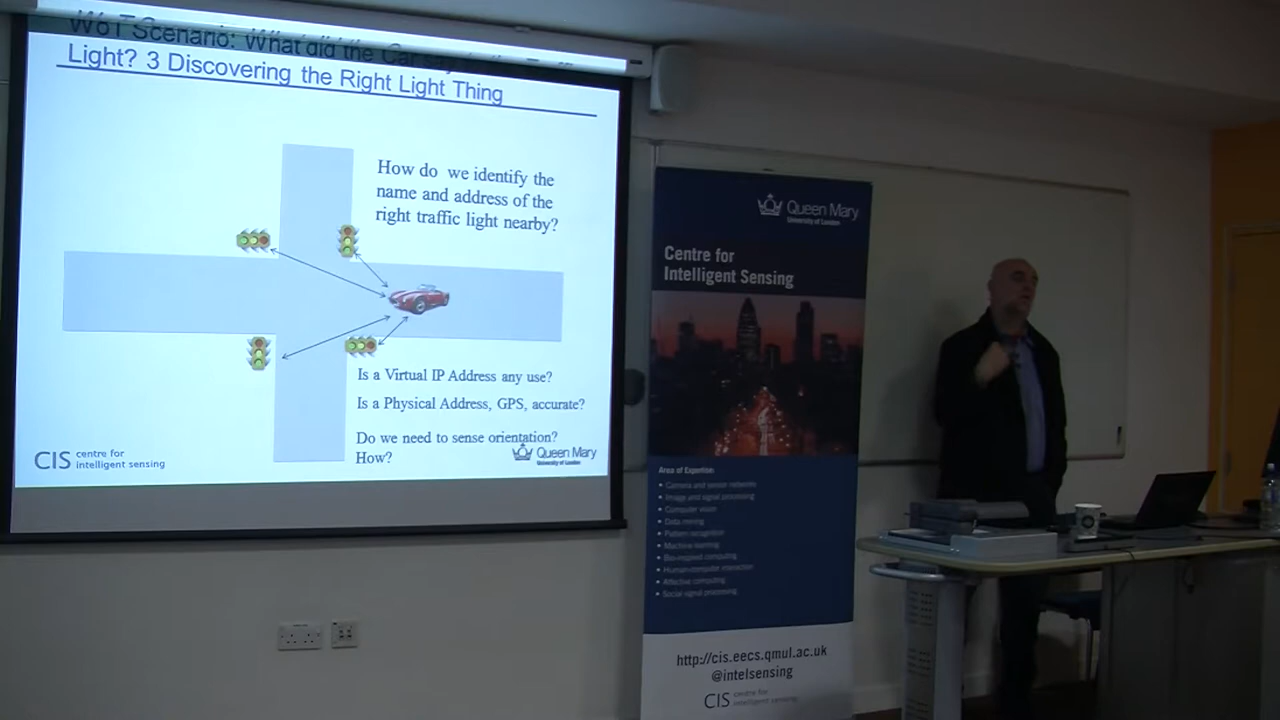 WoT Scenario: What did the Car say
Light? 3 Discovering the Right Light Thing
How do we identify the
name and address of the
right traffic light nearby?
Is a Virtual IP Address any use?
Is a Physical Address, GPS, accurate?
Do we need to sense orientation?
How?
CIS centre for
intelligent sensing
Queen Mary
University of London
Queen Mary
University of London
Centre for
Intelligent Sensing
Area of Expertise:
• Camera and sensor networks
• Image and signal processing
• Computer vision
• Data mining
• Pattern recognition
• Machine learning
• Bio-inspired computing
• Human-computer interaction
• Affective computing
• Social signal processing
http://cis.eecs.qmul.ac.uk
@intelsensing
CIS centre for
intelligent sensing